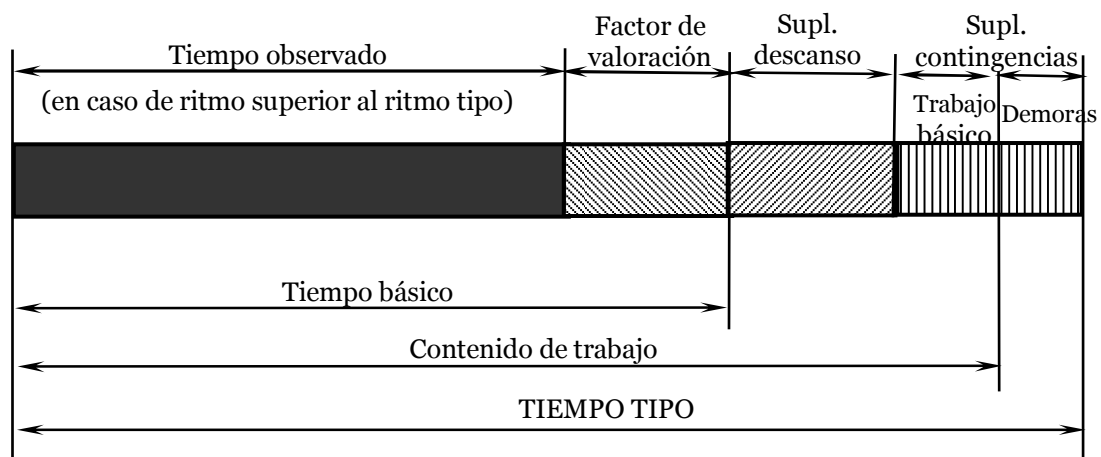 Tiempo observado
Factor de
valoración
Supl.
descanso
Supl.
contingencias
(en caso de ritmo superior al ritmo tipo)
Trabajo
básico
Demoras
Tiempo básico
Contenido de trabajo
TIEMPO TIPO